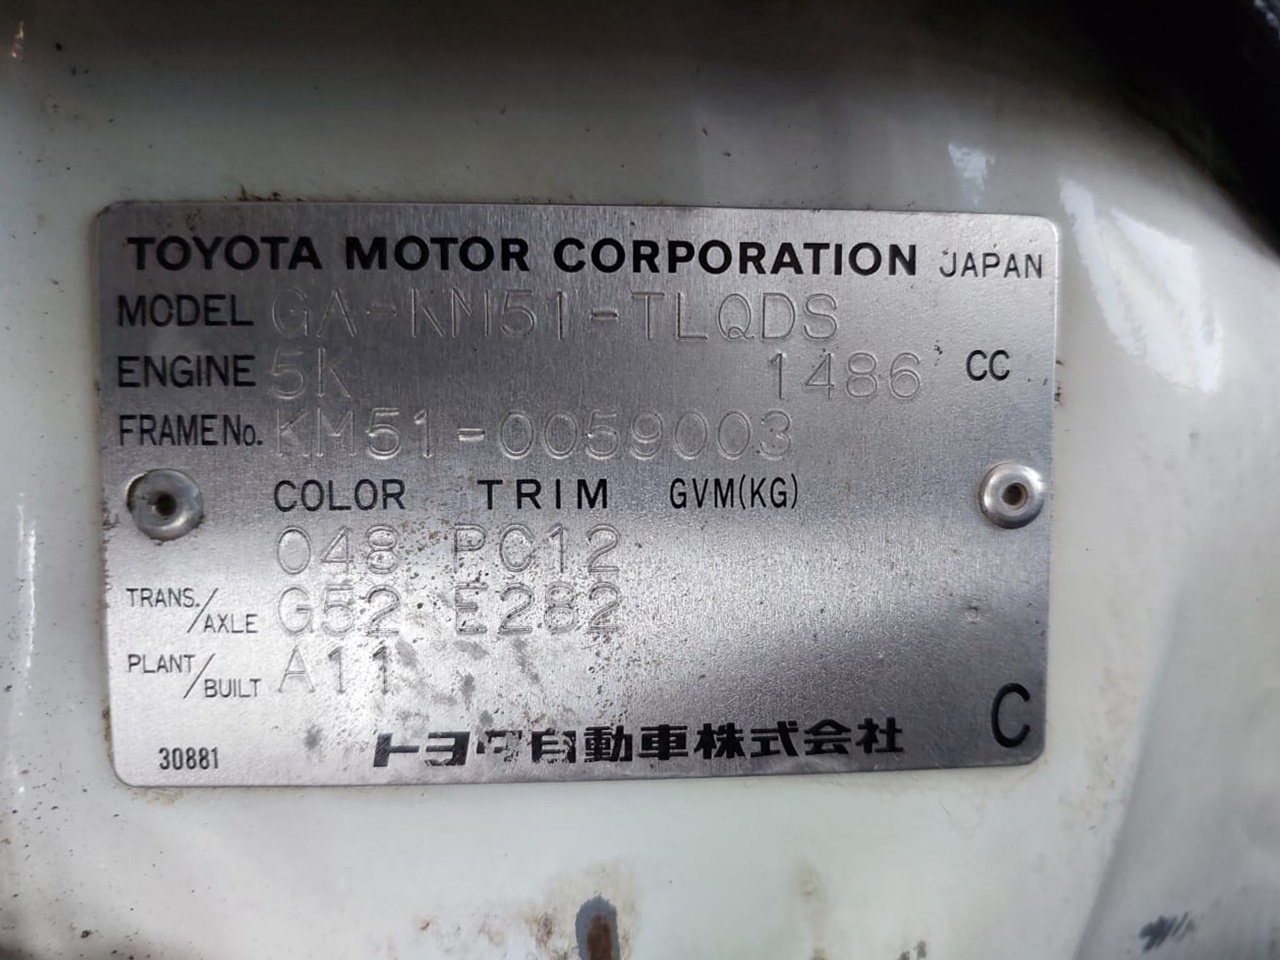 TOYOTA MOTOR CORPORATION JAPAN
MODEL GA-KM51-TLQDS
ENGINE 5K 1486 CC
FRAME No. KM51-0059003
COLOR TRIM GVM(KG)
048 PC12
TRANS./AXLE G52 E282
PLANT/BUILT A11
C
30881 トヨタ自動車株式会社